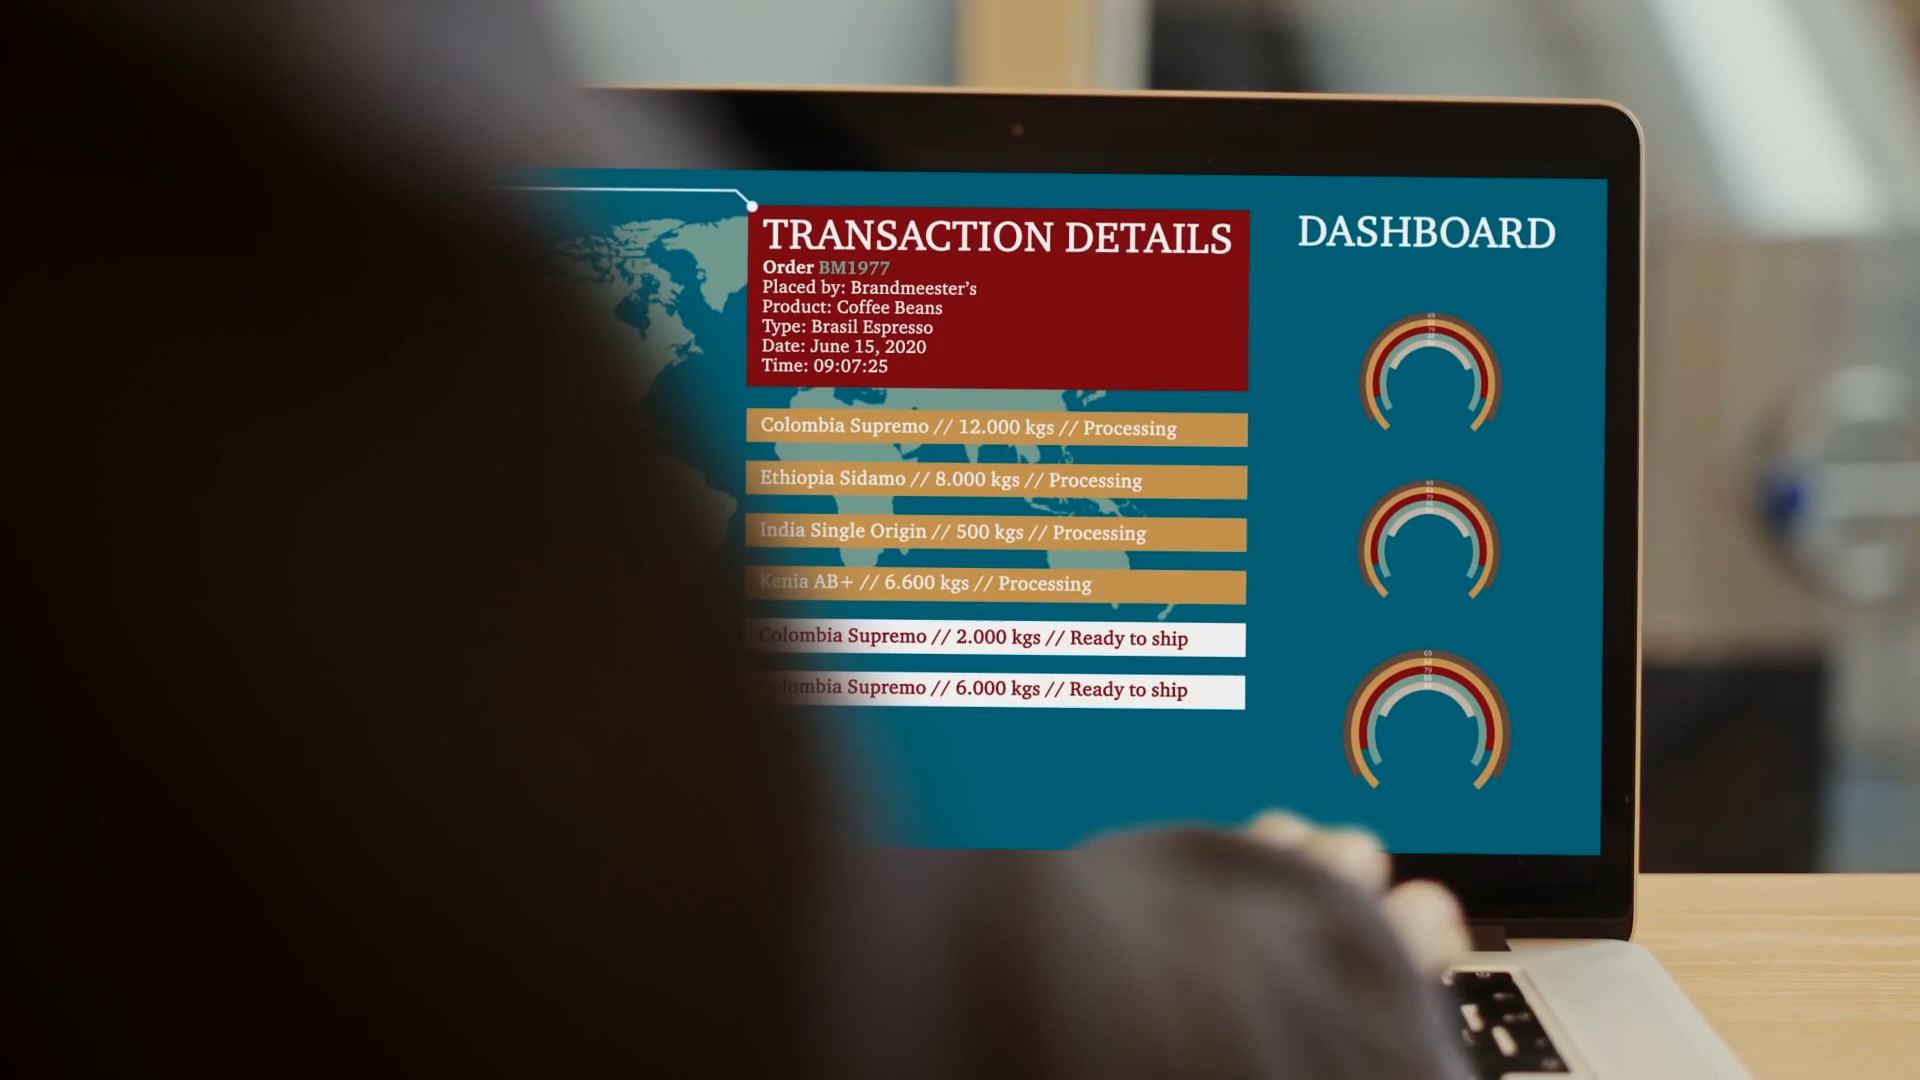 TRANSACTION DETAILS
Order BM1977
Placed by: Brandmeester's
Product: Coffee Beans
Type: Brasil Espresso
Date: June 15, 2020
Time: 09:07:25
Colombia Supremo // 12.000 kgs // Processing
Ethiopia Sidamo // 8.000 kgs // Processing
India Single Origin // 500 kgs // Processing
Kenia AB+ // 6.600 kgs // Processing
Colombia Supremo // 2.000 kgs // Ready to ship
Colombia Supremo // 6.000 kgs // Ready to ship
DASHBOARD